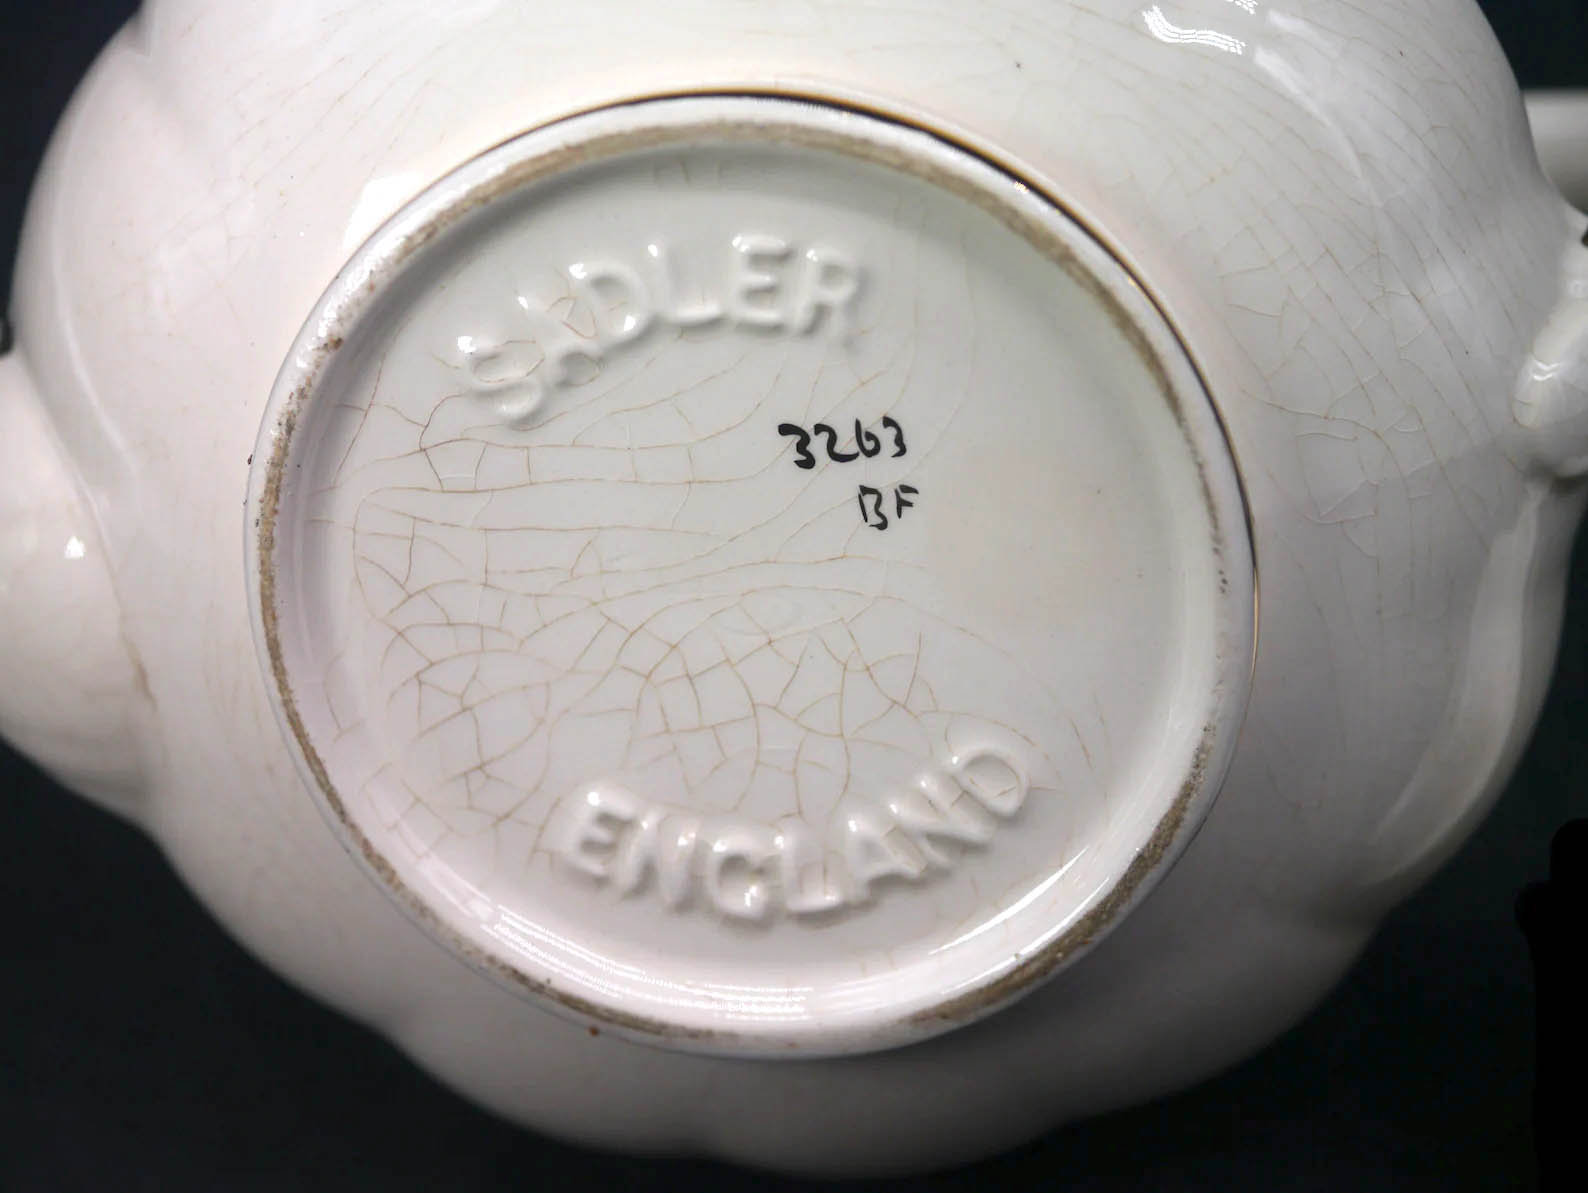 SADLER
3263
BF
ENGLAND